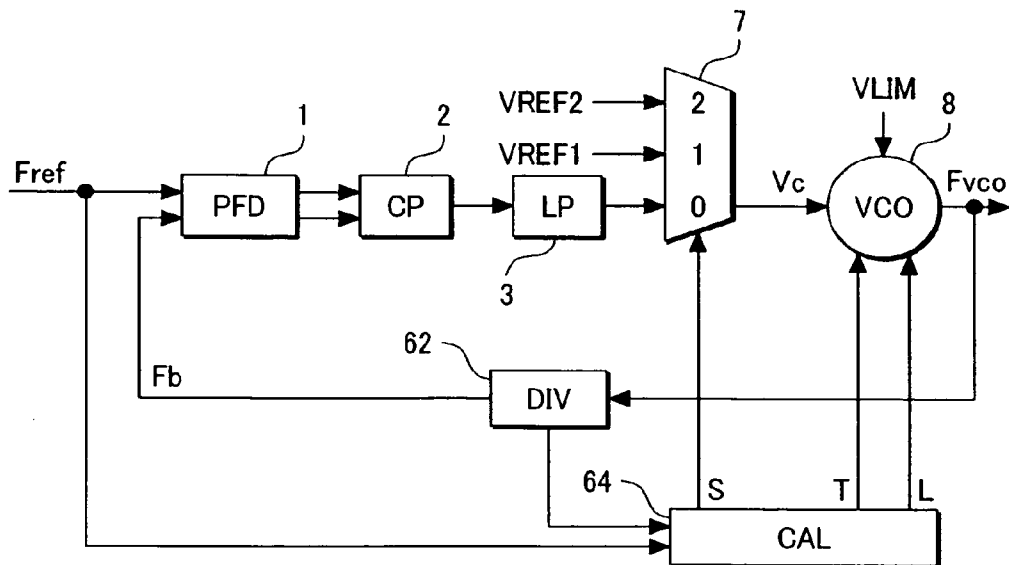 7
VREF2
2
VLIM
8
1
2
VREF1
1
Fref
PFD
CP
LP
0
Vc
VCO
Fvco
3
62
Fb
DIV
64
S
T
L
CAL